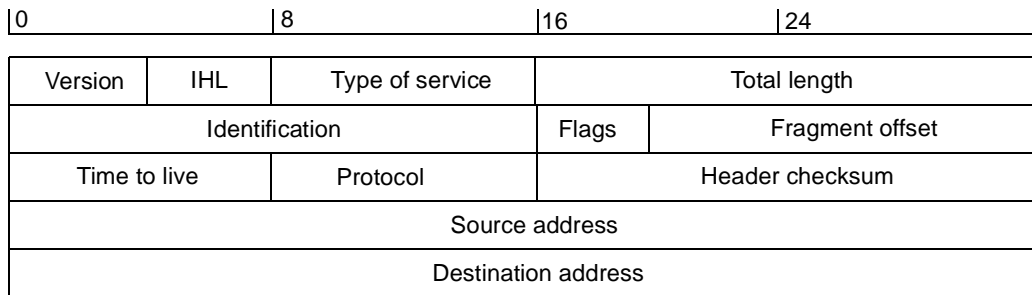 0 8 16 24
Version IHL Type of service Total length
Identification Flags Fragment offset
Time to live Protocol Header checksum
Source address
Destination address